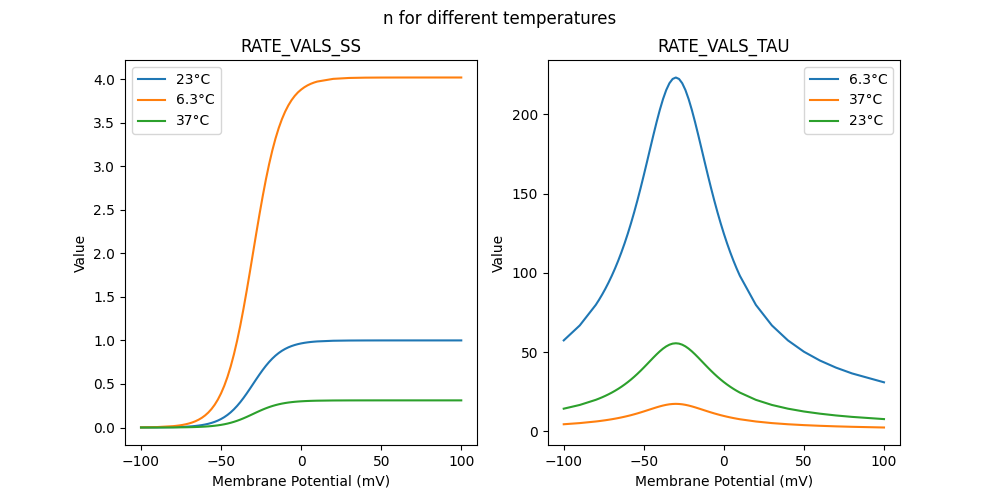 n for different temperatures
RATE_VALS_SS
23°C
6.3°C
37°C
4.0
3.5
3.0
2.5
2.0
1.5
1.0
0.5
0.0
Value
−100
−50
0
50
100
Membrane Potential (mV)
RATE_VALS_TAU
6.3°C
37°C
23°C
200
150
100
50
0
Value
−100
−50
0
50
100
Membrane Potential (mV)